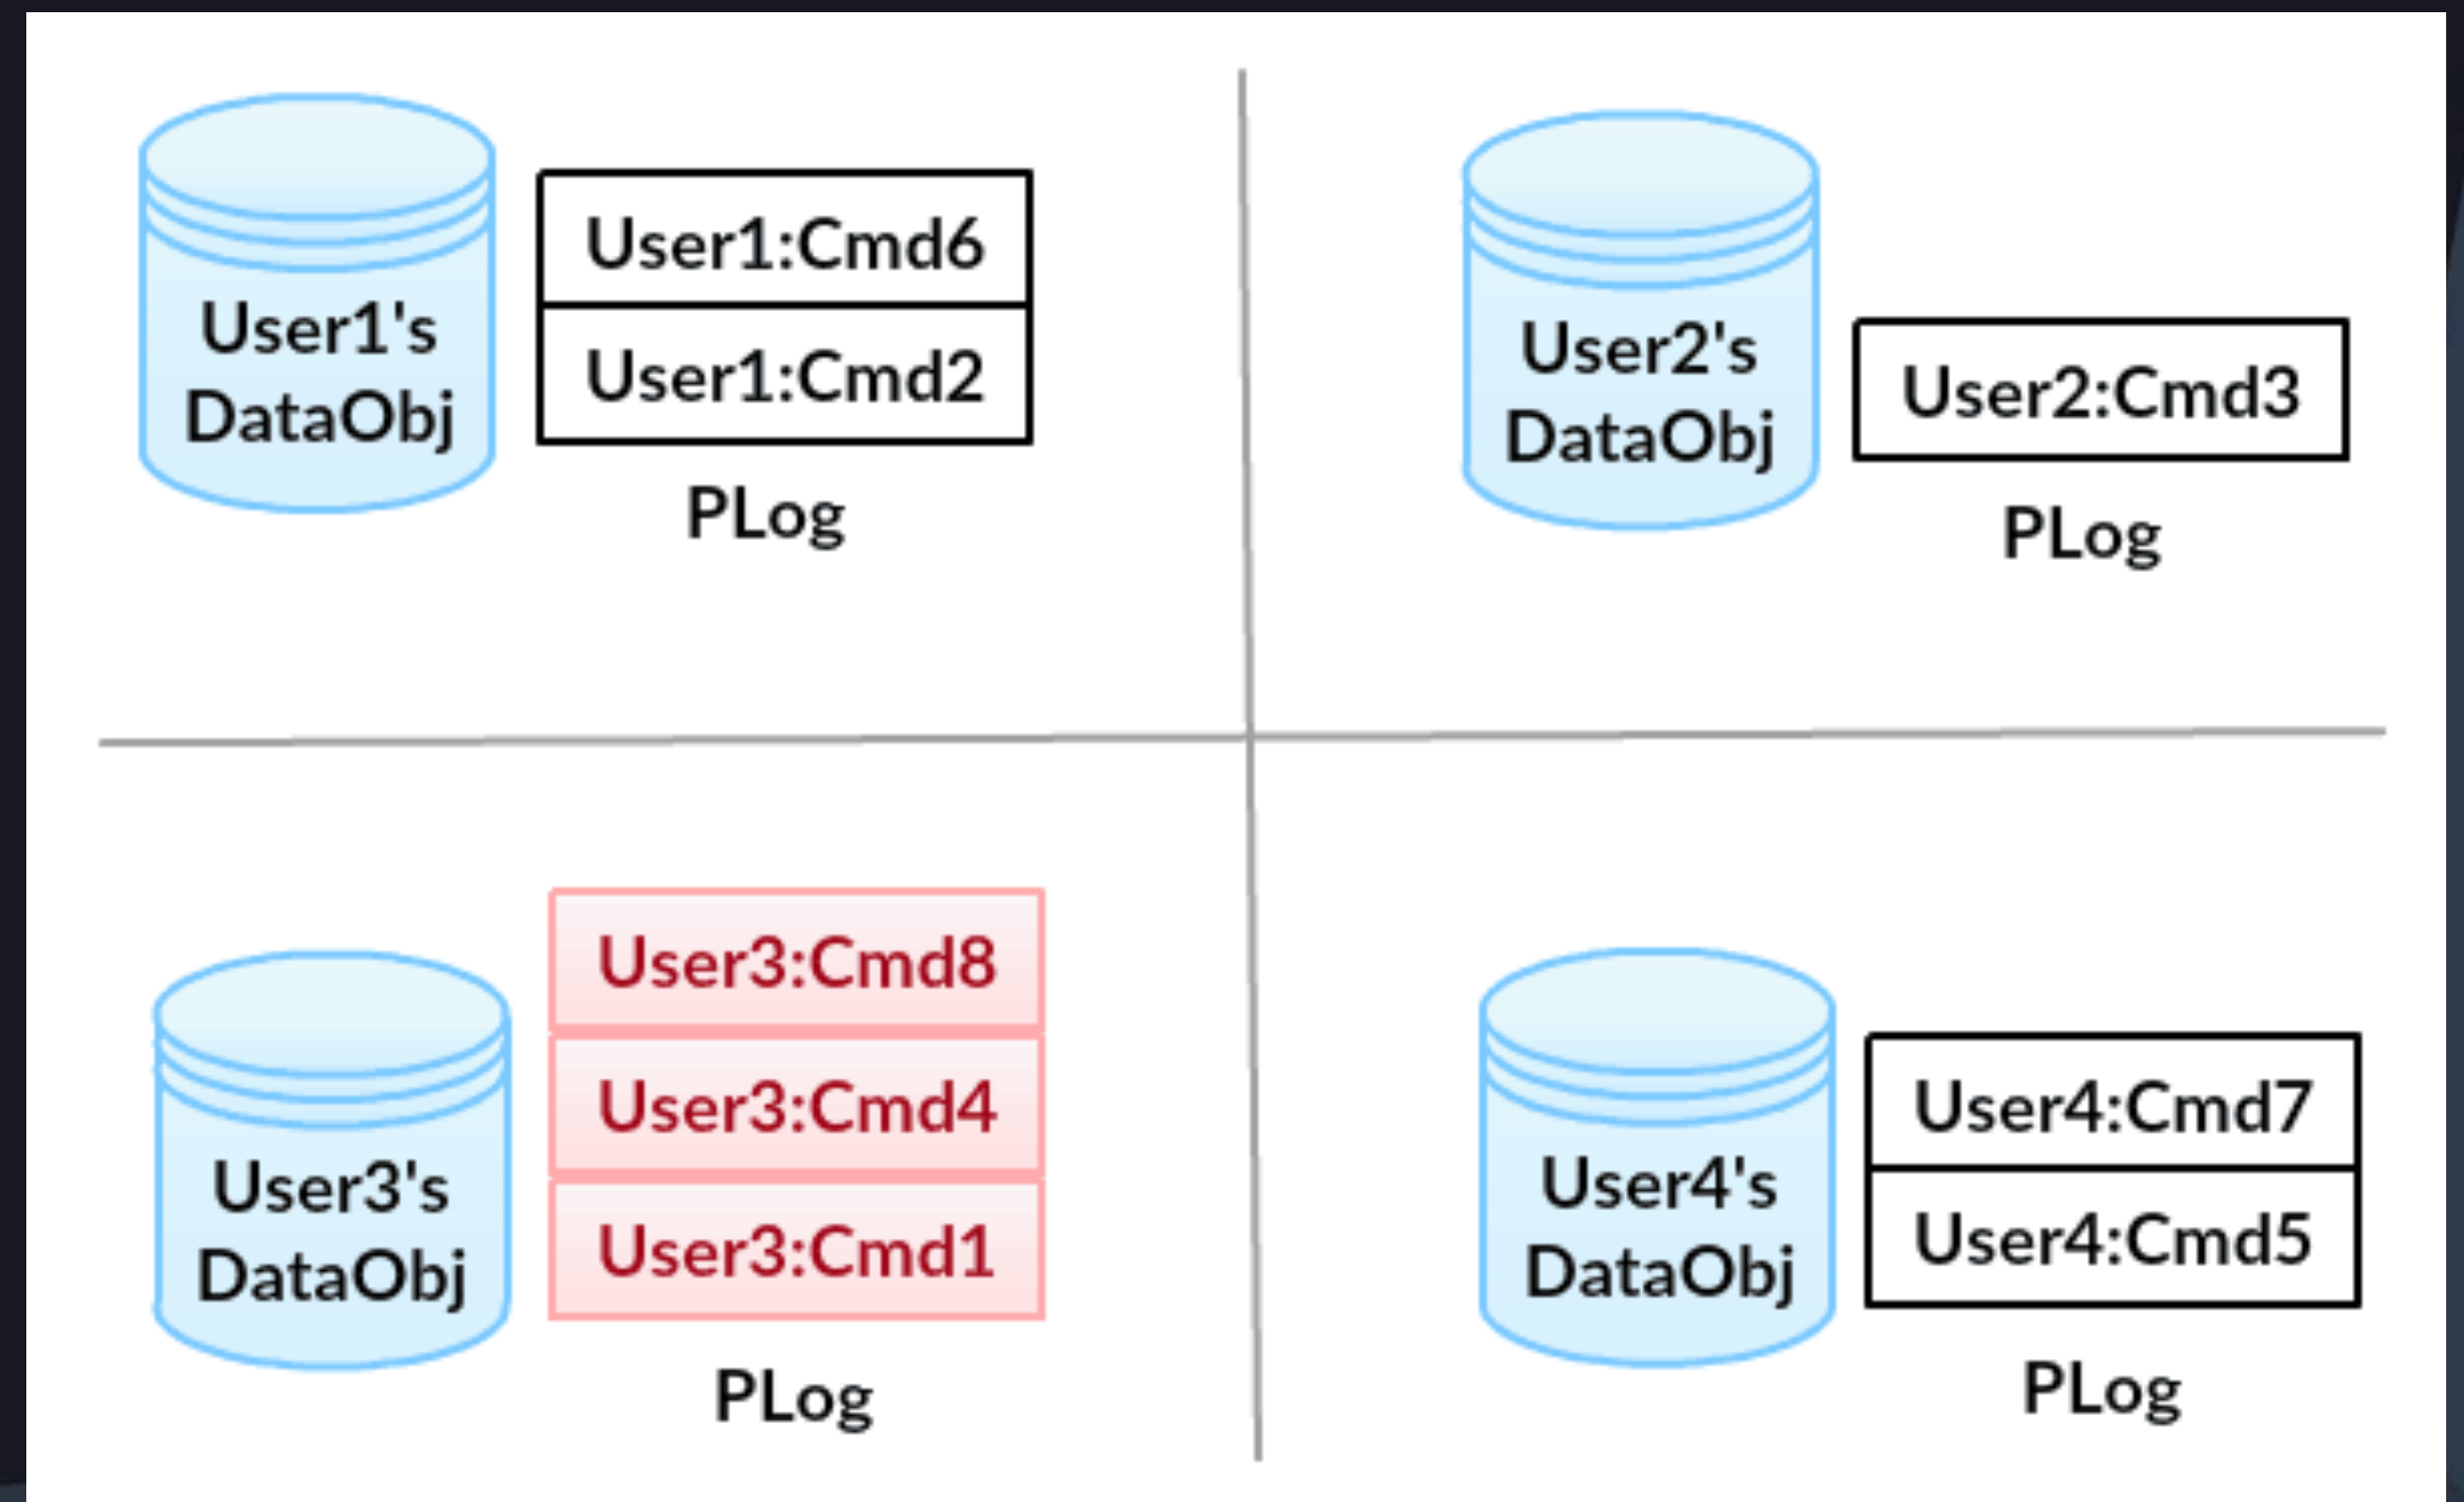 User1's
DataObj
User1:Cmd6
User1:Cmd2
PLog
User2's
DataObj
User2:Cmd3
PLog
User3's
DataObj
User3:Cmd8
User3:Cmd4
User3:Cmd1
PLog
User4's
DataObj
User4:Cmd7
User4:Cmd5
PLog